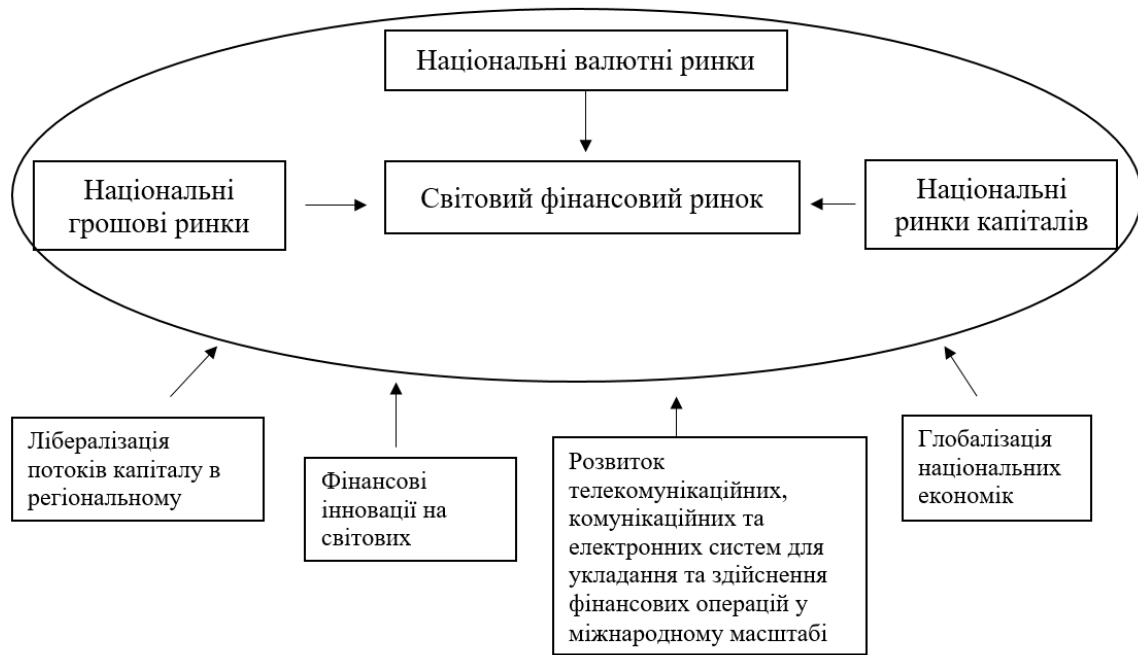 Національні валютні ринки
Національні
грошові ринки
Світовий фінансовий ринок
Національні
ринки капіталів
Лібералізація
потоків капіталу в
регіональному
Фінансові
інновації на
світових
Розвиток
телекомунікаційних,
комунікаційних та
електронних систем для
укладання та здійснення
фінансових операцій у
міжнародному масштабі
Глобалізація
національних
економік